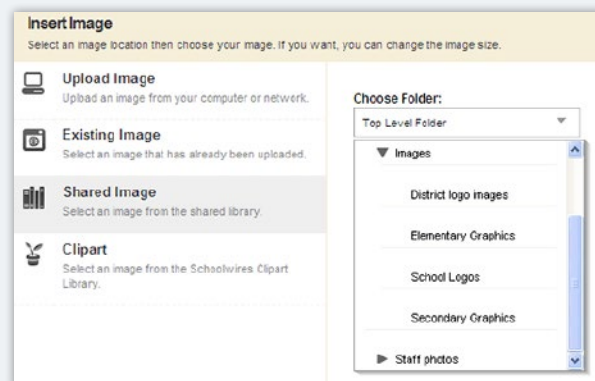 Insert Image
Select an image location then choose your mage. If you want, you can change the image size.
Upload Image
Upload an image from your computer or network.
Existing Image
Select an image that has already been uploaded.
Shared Image
Select an image from the shared library.
Clipart
Select an image from the Schoolwires Clipart
Library.
Choose Folder:
Top Level Folder
Images
District logo images
Elementary Graphics
School Logos
Secondary Graphics
Staff photos